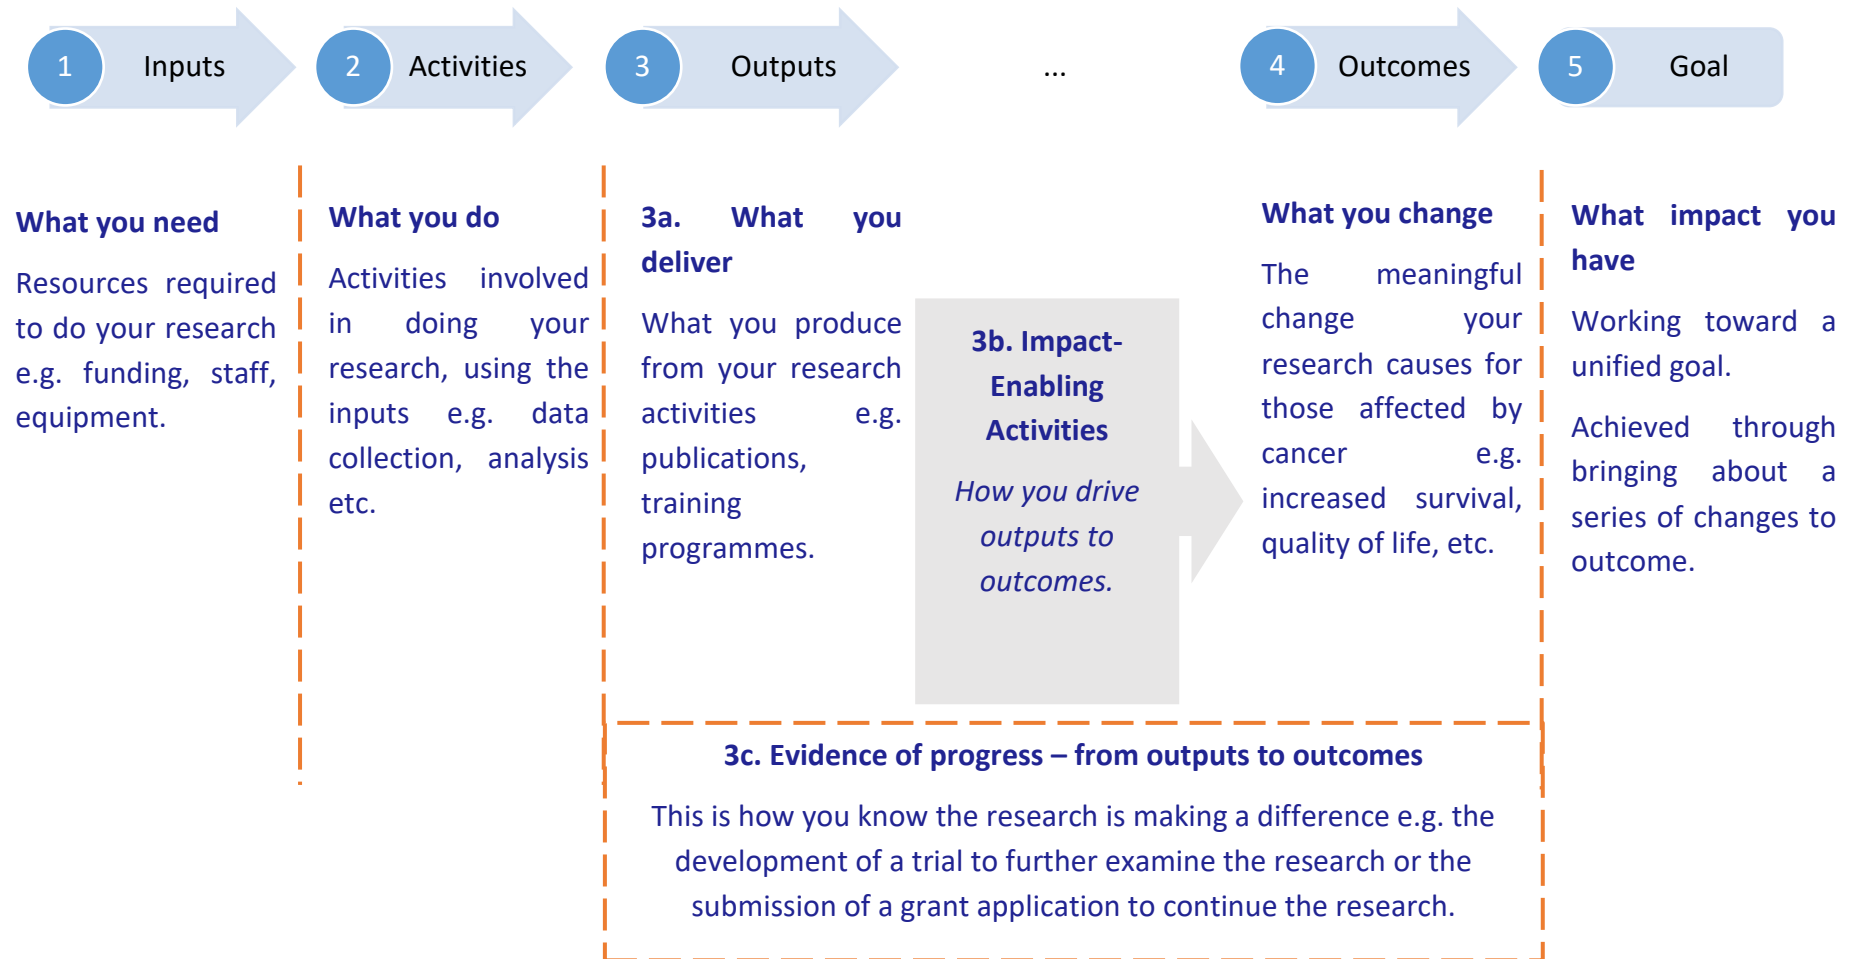 1 Inputs
2 Activities
3 Outputs
...
4 Outcomes
5 Goal
What you need
Resources required
to do your research
e.g. funding, staff,
equipment.
What you do
Activities involved
in doing your
research, using the
inputs e.g. data
collection, analysis
etc.
3a. What you
deliver
What you produce
from your research
activities e.g.
publications,
training
programmes.
3b. Impact-
Enabling
Activities
How you drive
outputs to
outcomes.
What you change
The meaningful
change your
research causes for
those affected by
cancer e.g.
increased survival,
quality of life, etc.
What impact you
have
Working toward a
unified goal.
Achieved through
bringing about a
series of changes to
outcome.
3c. Evidence of progress – from outputs to outcomes
This is how you know the research is making a difference e.g. the
development of a trial to further examine the research or the
submission of a grant application to continue the research.